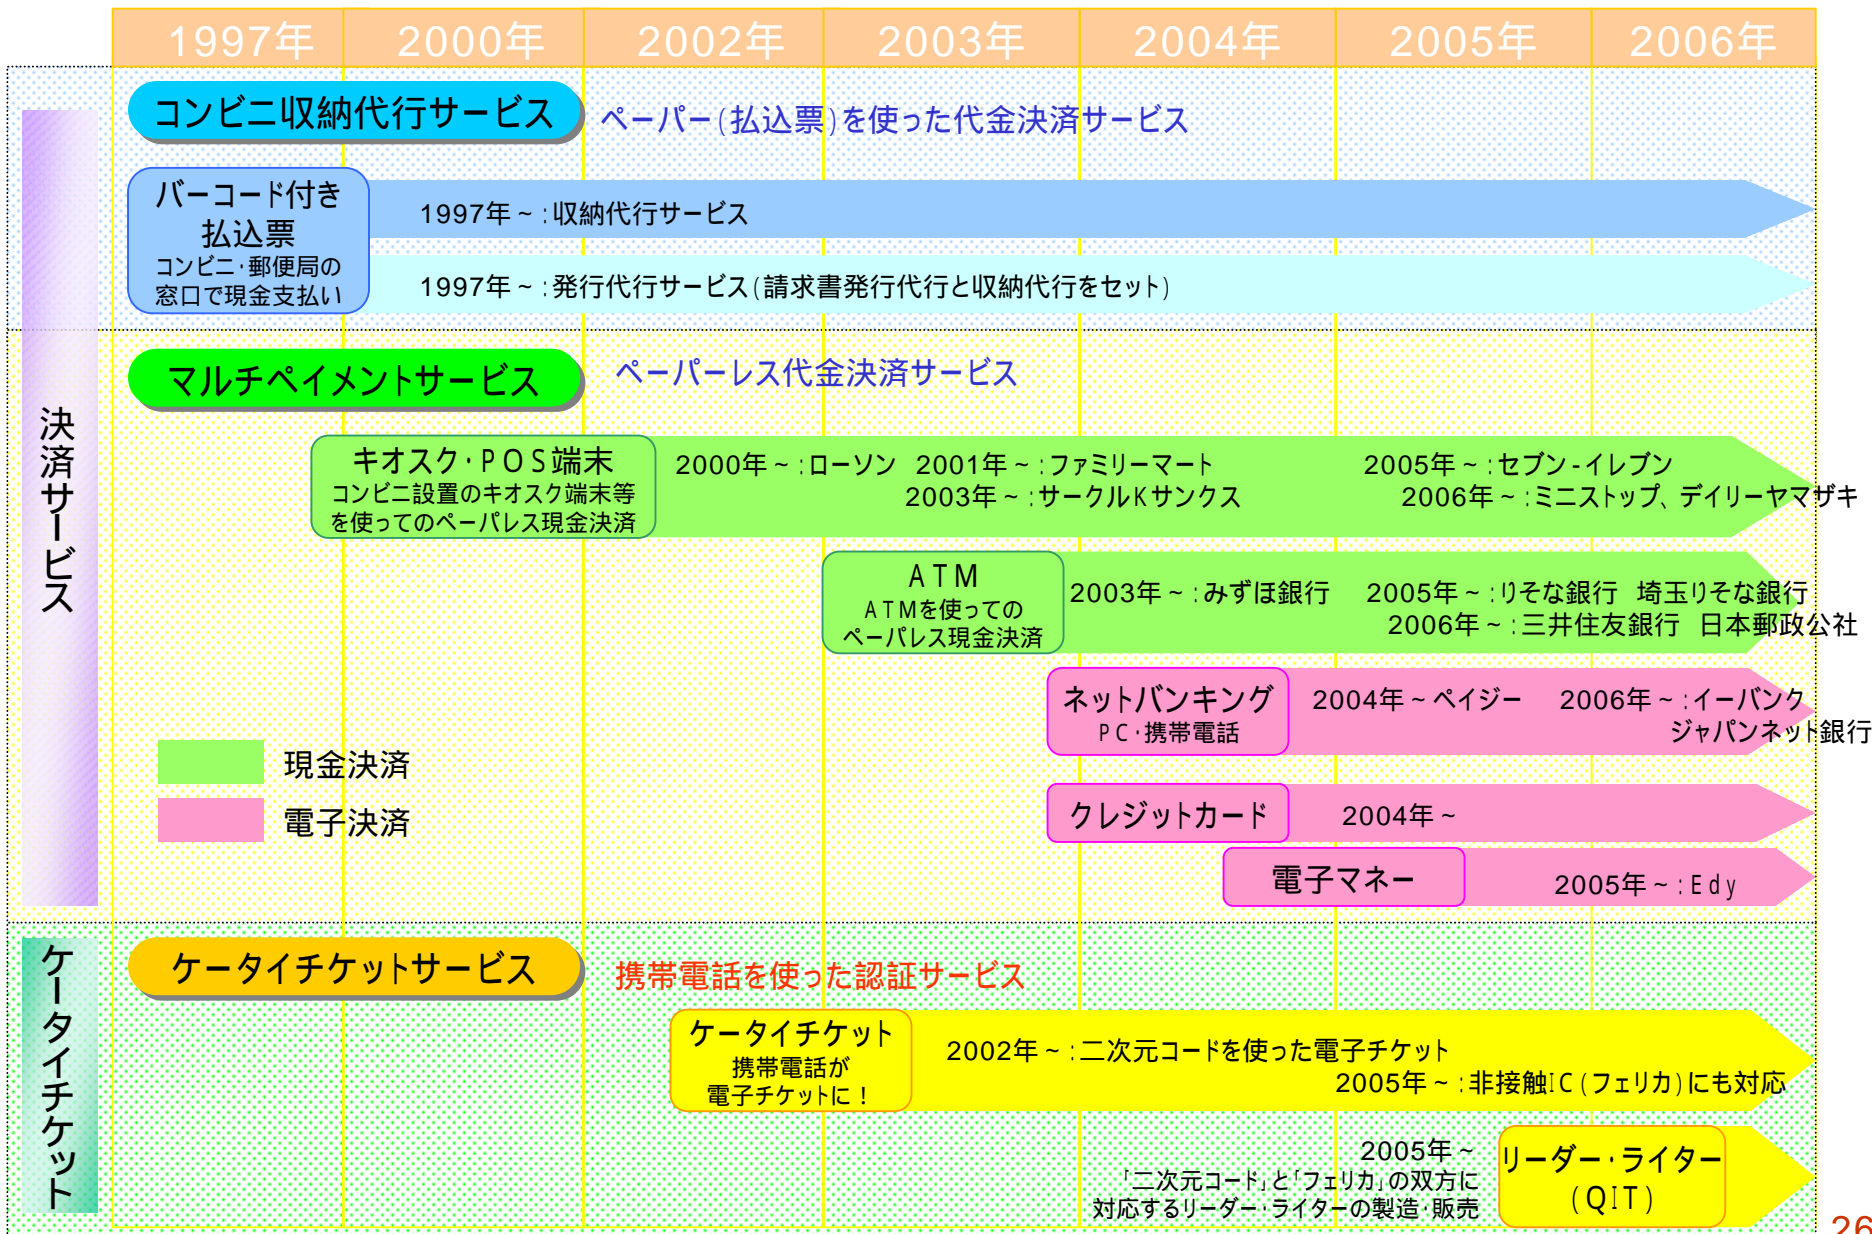 1997年 2000年 2002年 2003年 2004年 2005年 2006年
決済サービス
コンビニ収納代行サービス
ペーパー(払込票)を使った代金決済サービス
バーコード付き
払込票
コンビニ・郵便局の
窓口で現金支払い
1997年~:収納代行サービス
1997年~:発行代行サービス(請求書発行代行と収納代行をセット)
マルチペイメントサービス
ペーパーレス代金決済サービス
キオスク・POS端末
コンビニ設置のキオスク端末等
を使ってのペーパレス現金決済
2000年~:ローソン 2001年~:ファミリーマート 2005年~:セブン-イレブン
2003年~:サークルKサンクス 2006年~:ミニストップ、デイリーヤマザキ
ATM
ATMを使っての
ペーパレス現金決済
2003年~:みずほ銀行 2005年~:りそな銀行 埼玉りそな銀行
2006年~:三井住友銀行 日本郵政公社
ネットバンキング
PC・携帯電話
2004年~ペイジー 2006年~:イーバンク
ジャパンネット銀行
現金決済
電子決済
クレジットカード
2004年~
電子マネー
2005年~:Edy
ケータイチケット
ケータイチケットサービス
携帯電話を使った認証サービス
ケータイチケット
携帯電話が
電子チケットに!
2002年~:二次元コードを使った電子チケット
2005年~:非接触IC(フェリカ)にも対応
2005年~
「二次元コード」と「フェリカ」の双方に
対応するリーダー・ライターの製造・販売
リーダー・ライター
(QIT)
26